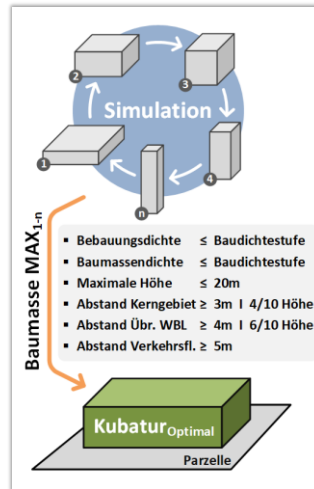 2
3
Simulation
1
4
n
Baumasse MAX1-n
▪ Bebauungsdichte ≤ Baudichtestufe
▪ Baumassendichte ≤ Baudichtestufe
▪ Maximale Höhe ≤ 20m
▪ Abstand Kerngebiet ≥ 3m I 4/10 Höhe
▪ Abstand Übr. WBL ≥ 4m I 6/10 Höhe
▪ Abstand Verkehrsfl. ≥ 5m
KubaturOptimal
Parzelle